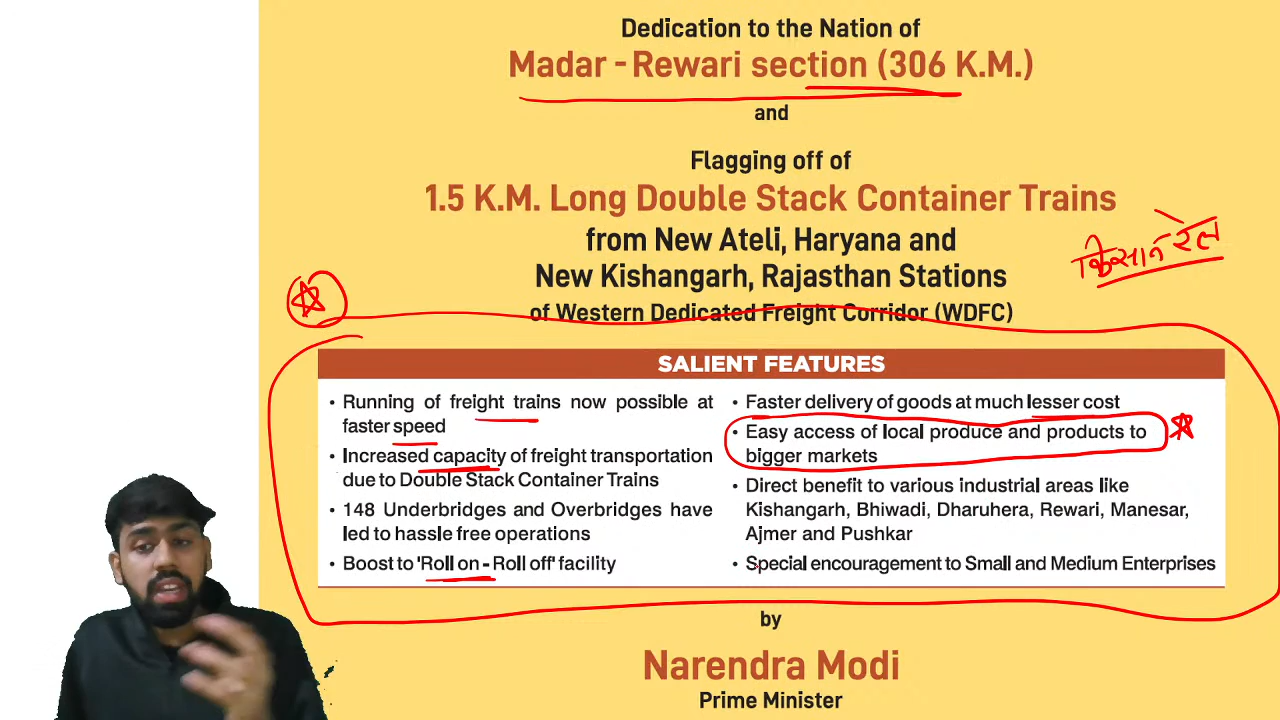 Dedication to the Nation of
Madar - Rewari section (306 K.M.)
and
Flagging off of
1.5 K.M. Long Double Stack Container Trains
from New Ateli, Haryana and
New Kishangarh, Rajasthan Stations
of Western Dedicated Freight Corridor (WDFC)
किसान रेल
SALIENT FEATURES
• Running of freight trains now possible at
faster speed
• Increased capacity of freight transportation
due to Double Stack Container Trains
• 148 Underbridges and Overbridges have
led to hassle free operations
• Boost to 'Roll on - Roll off' facility
• Faster delivery of goods at much lesser cost
• Easy access of local produce and products to
bigger markets
• Direct benefit to various industrial areas like
Kishangarh, Bhiwadi, Dharuhera, Rewari, Manesar,
Ajmer and Pushkar
• Special encouragement to Small and Medium Enterprises
by
Narendra Modi
Prime Minister